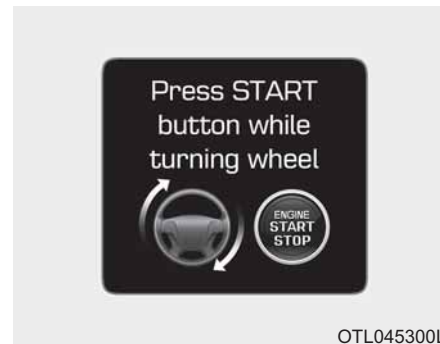 Press START
button while
turning wheel
ENGINE
START
STOP
OTL045300L